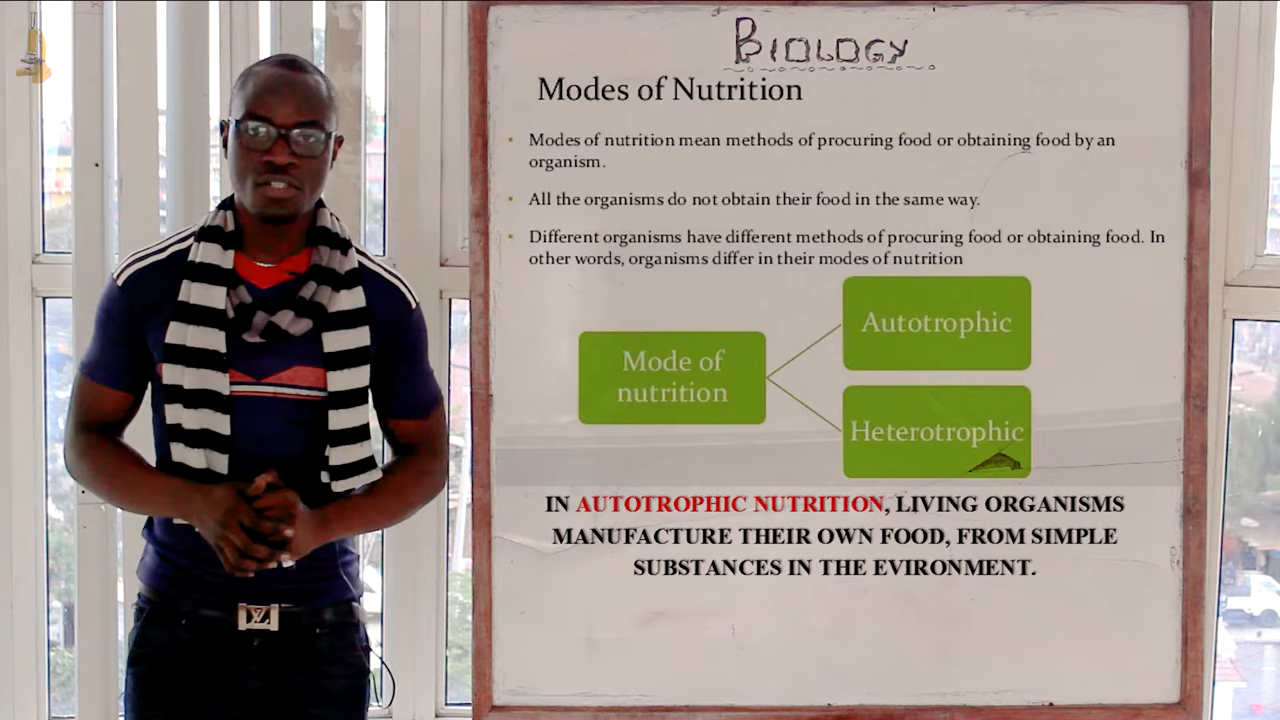 BIOLOGY
Modes of Nutrition
• Modes of nutrition mean methods of procuring food or obtaining food by an
organism.
• All the organisms do not obtain their food in the same way.
• Different organisms have different methods of procuring food or obtaining food. In
other words, organisms differ in their modes of nutrition
Autotrophic
Mode of
nutrition
Heterotrophic
IN AUTOTROPHIC NUTRITION, LIVING ORGANISMS
MANUFACTURE THEIR OWN FOOD, FROM SIMPLE
SUBSTANCES IN THE EVIRONMENT.
LV